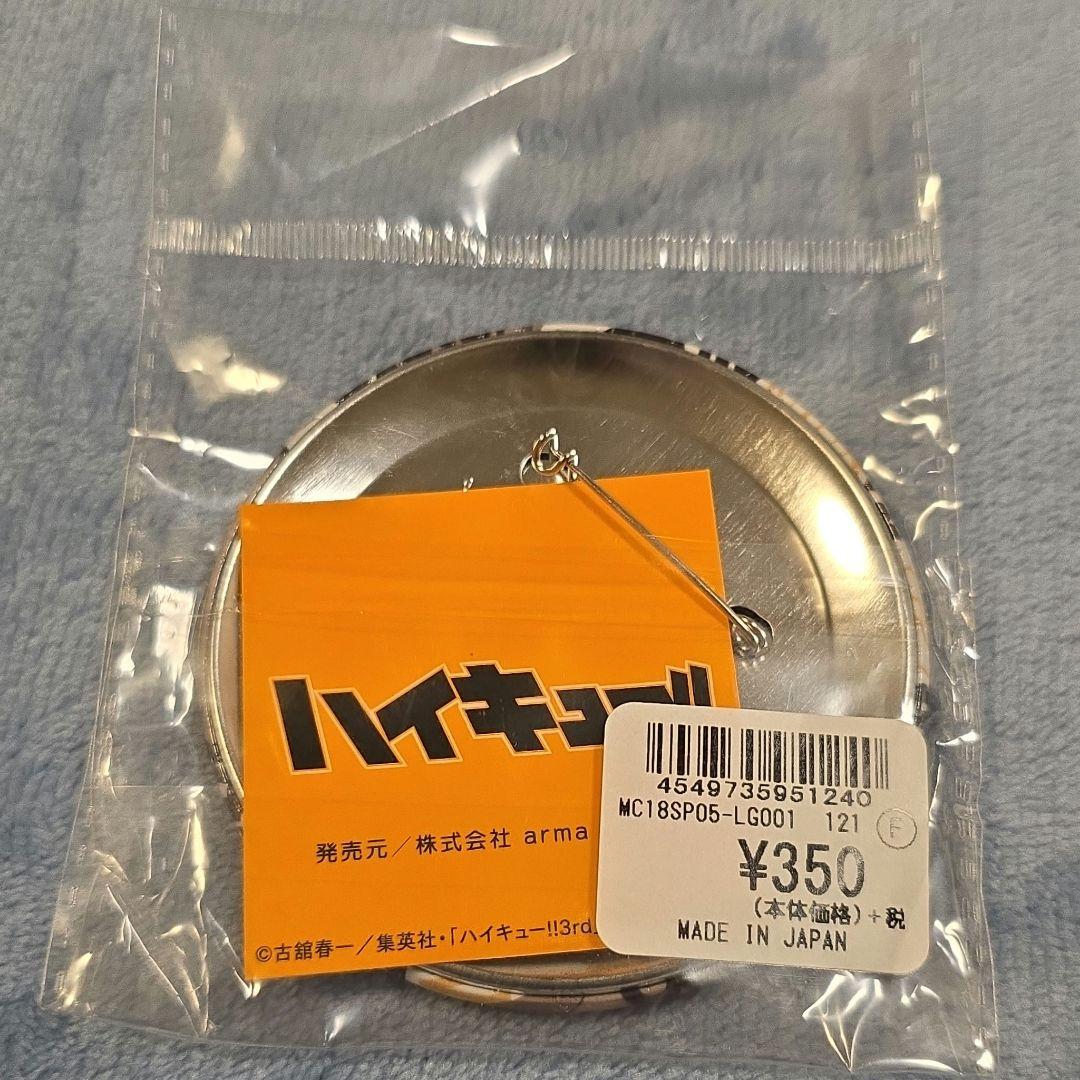 ハイキュー!!
発売元／株式会社 arma
©古舘春一／集英社・「ハイキュー!!3rd」
4549735951240
MC18SP05-LG001 121 F
¥350
(本体価格)+税
MADE IN JAPAN